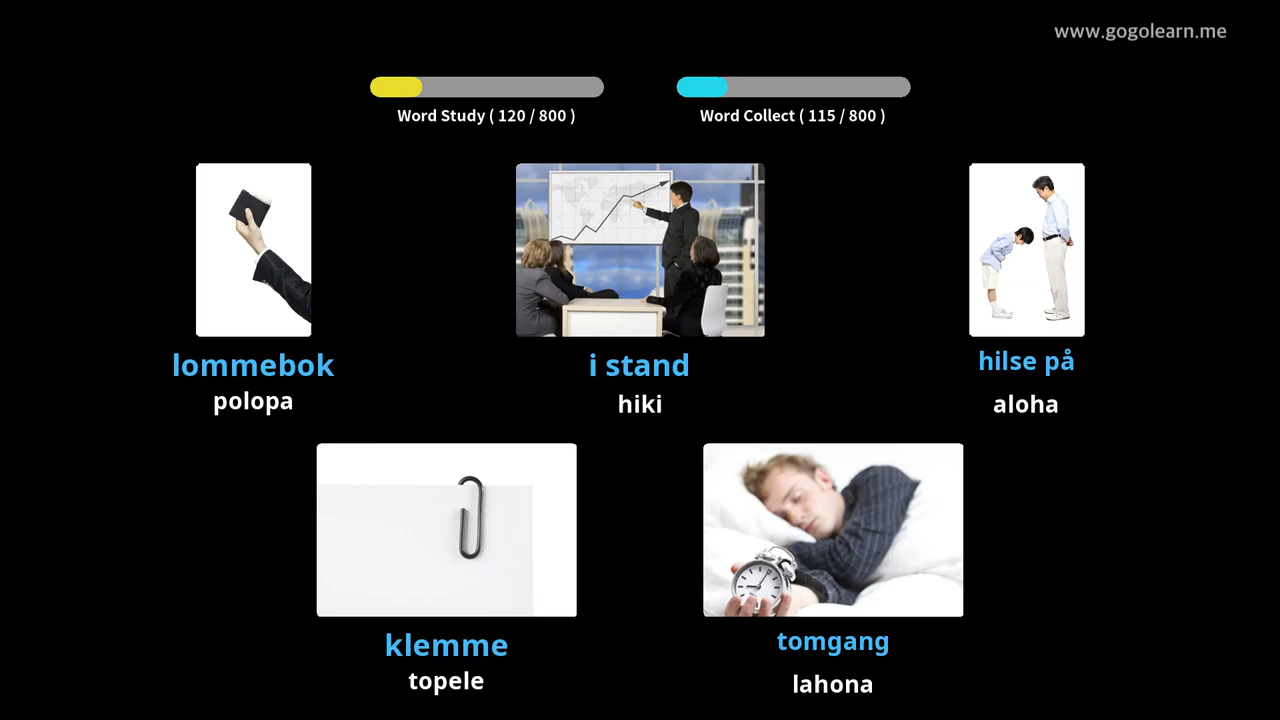 www.gogolearn.me
Word Study ( 120 / 800 )
Word Collect ( 115 / 800 )
lommebok
polopa
i stand
hiki
hilse på
aloha
klemme
topele
tomgang
lahona